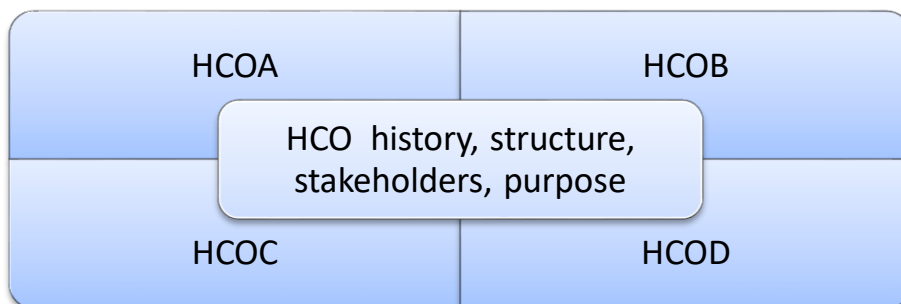 HCOA
HCOB
HCO history, structure,
stakeholders, purpose
HCOC
HCOD